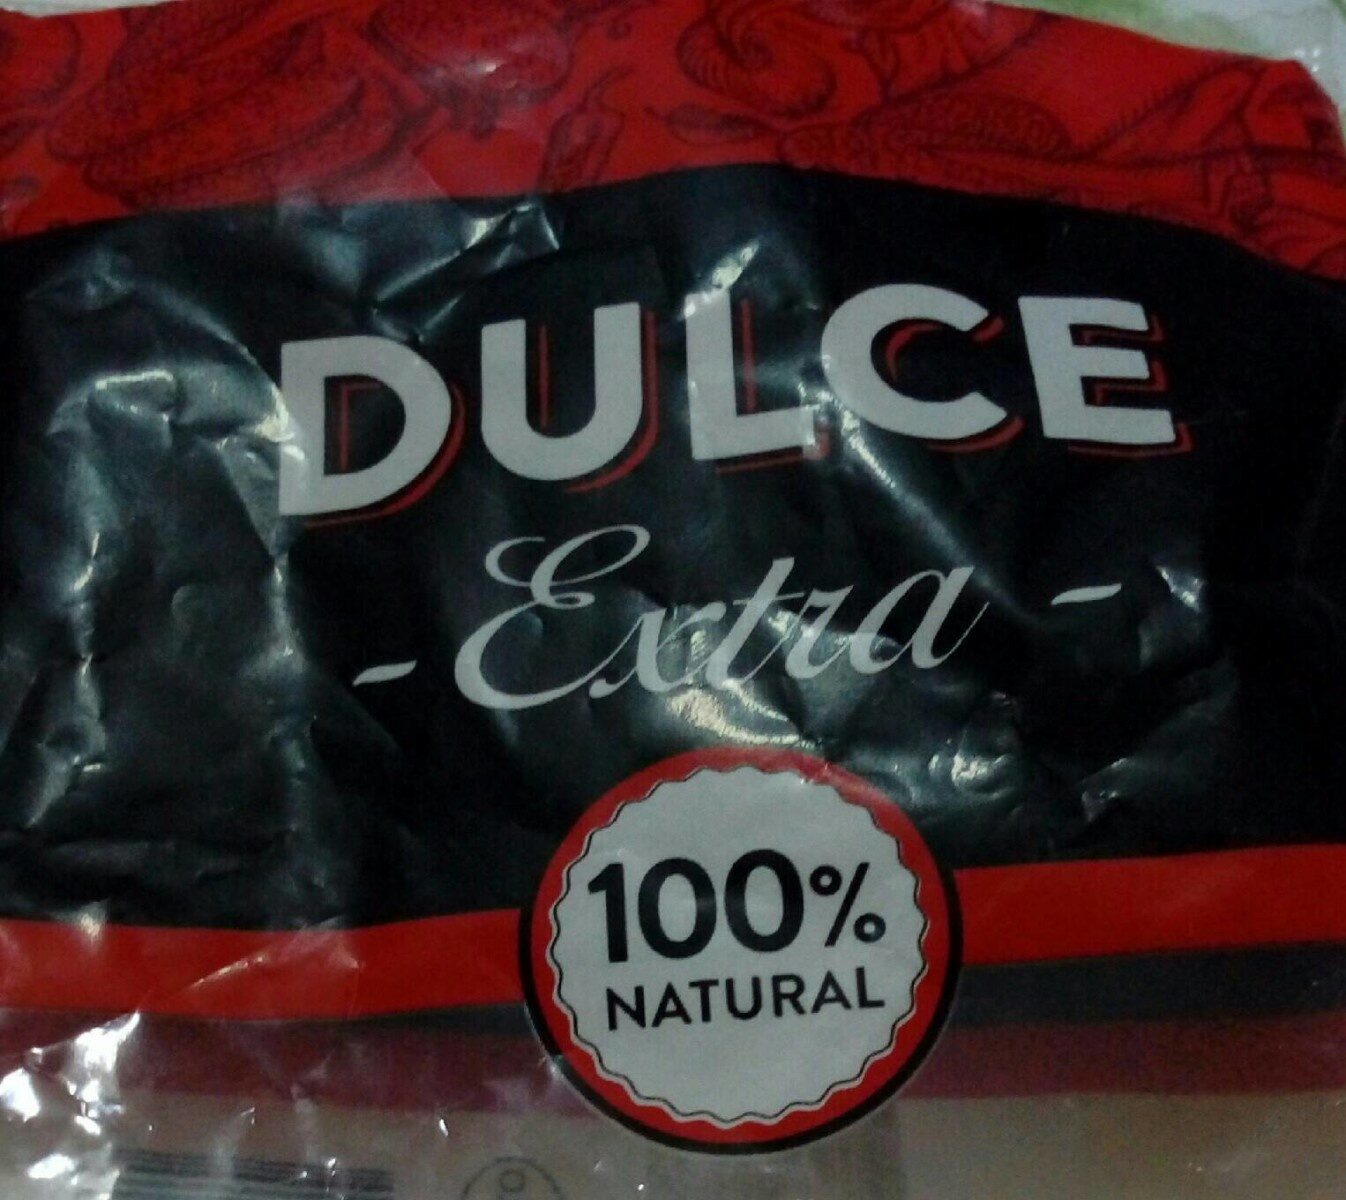 DULCE
- Extra -
100%
NATURAL